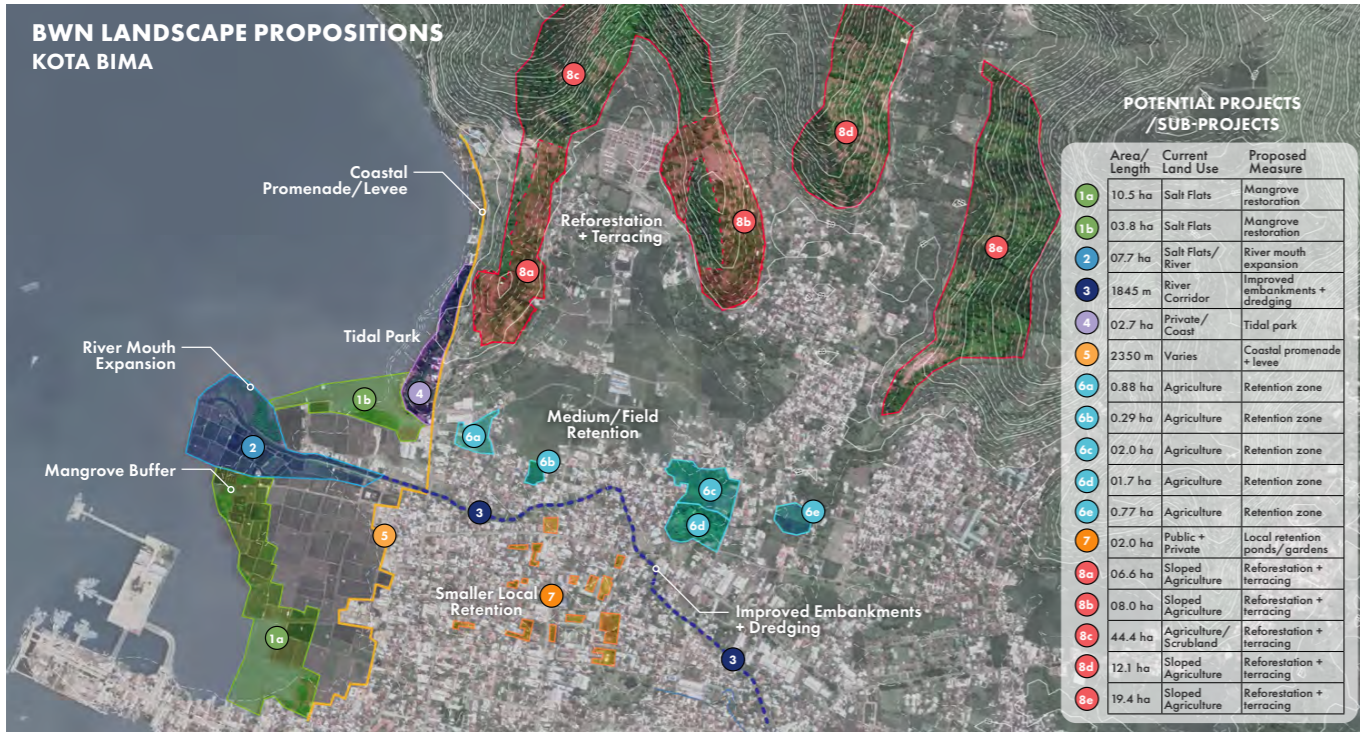 BWN LANDSCAPE PROPOSITIONS
KOTA BIMA
8c
8d
Coastal
Promenade/Levee
Reforestation
+ Terracing
8b
8e
8a
Tidal Park
River Mouth
Expansion
1b
4
6a
Medium/Field
Retention
2
6b
Mangrove Buffer
6c
3
6d
6e
5
Smaller Local
Retention
7
Improved Embankments
+ Dredging
1a
3
POTENTIAL PROJECTS
/SUB-PROJECTS
Area/ Current Proposed
Length Land Use Measure
1a 10.5 ha Salt Flats Mangrove
restoration
1b 03.8 ha Salt Flats Mangrove
restoration
2 07.7 ha Salt Flats/ River mouth
River expansion
3 1845 m River Improved
Corridor embankments +
dredging
4 02.7 ha Private/ Tidal park
Coast
5 2350 m Varies Coastal promenade
+ levee
6a 0.88 ha Agriculture Retention zone
6b 0.29 ha Agriculture Retention zone
6c 02.0 ha Agriculture Retention zone
6d 01.7 ha Agriculture Retention zone
6e 0.77 ha Agriculture Retention zone
7 02.0 ha Public + Local retention
Private ponds/gardens
8a 06.6 ha Sloped Reforestation +
Agriculture terracing
8b 08.0 ha Sloped Reforestation +
Agriculture terracing
8c 44.4 ha Agriculture/ Reforestation +
Scrubland terracing
8d 12.1 ha Sloped Reforestation +
Agriculture terracing
8e 19.4 ha Sloped Reforestation +
Agriculture terracing